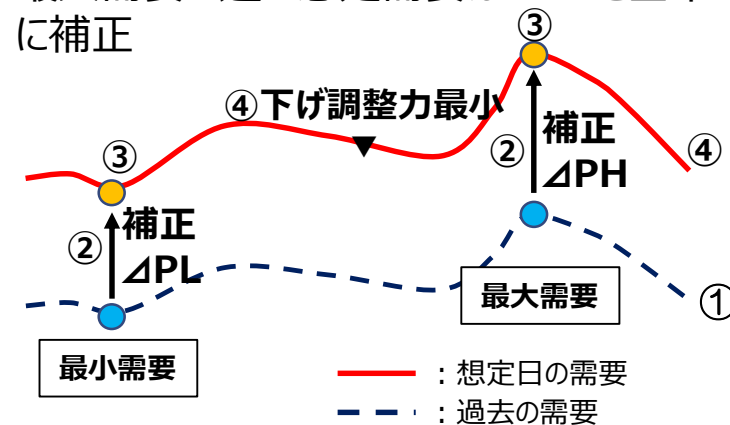 に補正
③
④下げ調整力最小
③
補正
②
⊿PH
④
補正
②
⊿PL
最大需要
①
最小需要
：想定日の需要
：過去の需要